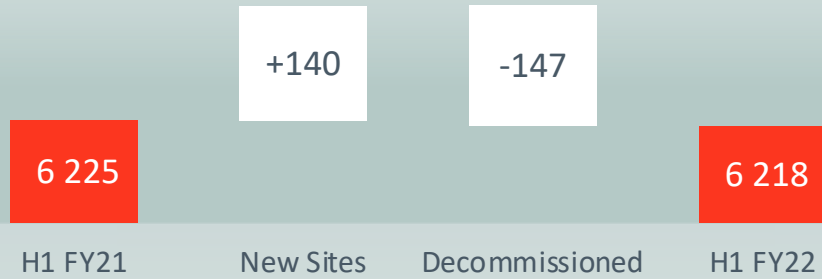 +140
-147
6 225
6 218
H1 FY21
New Sites
Decommissioned
H1 FY22